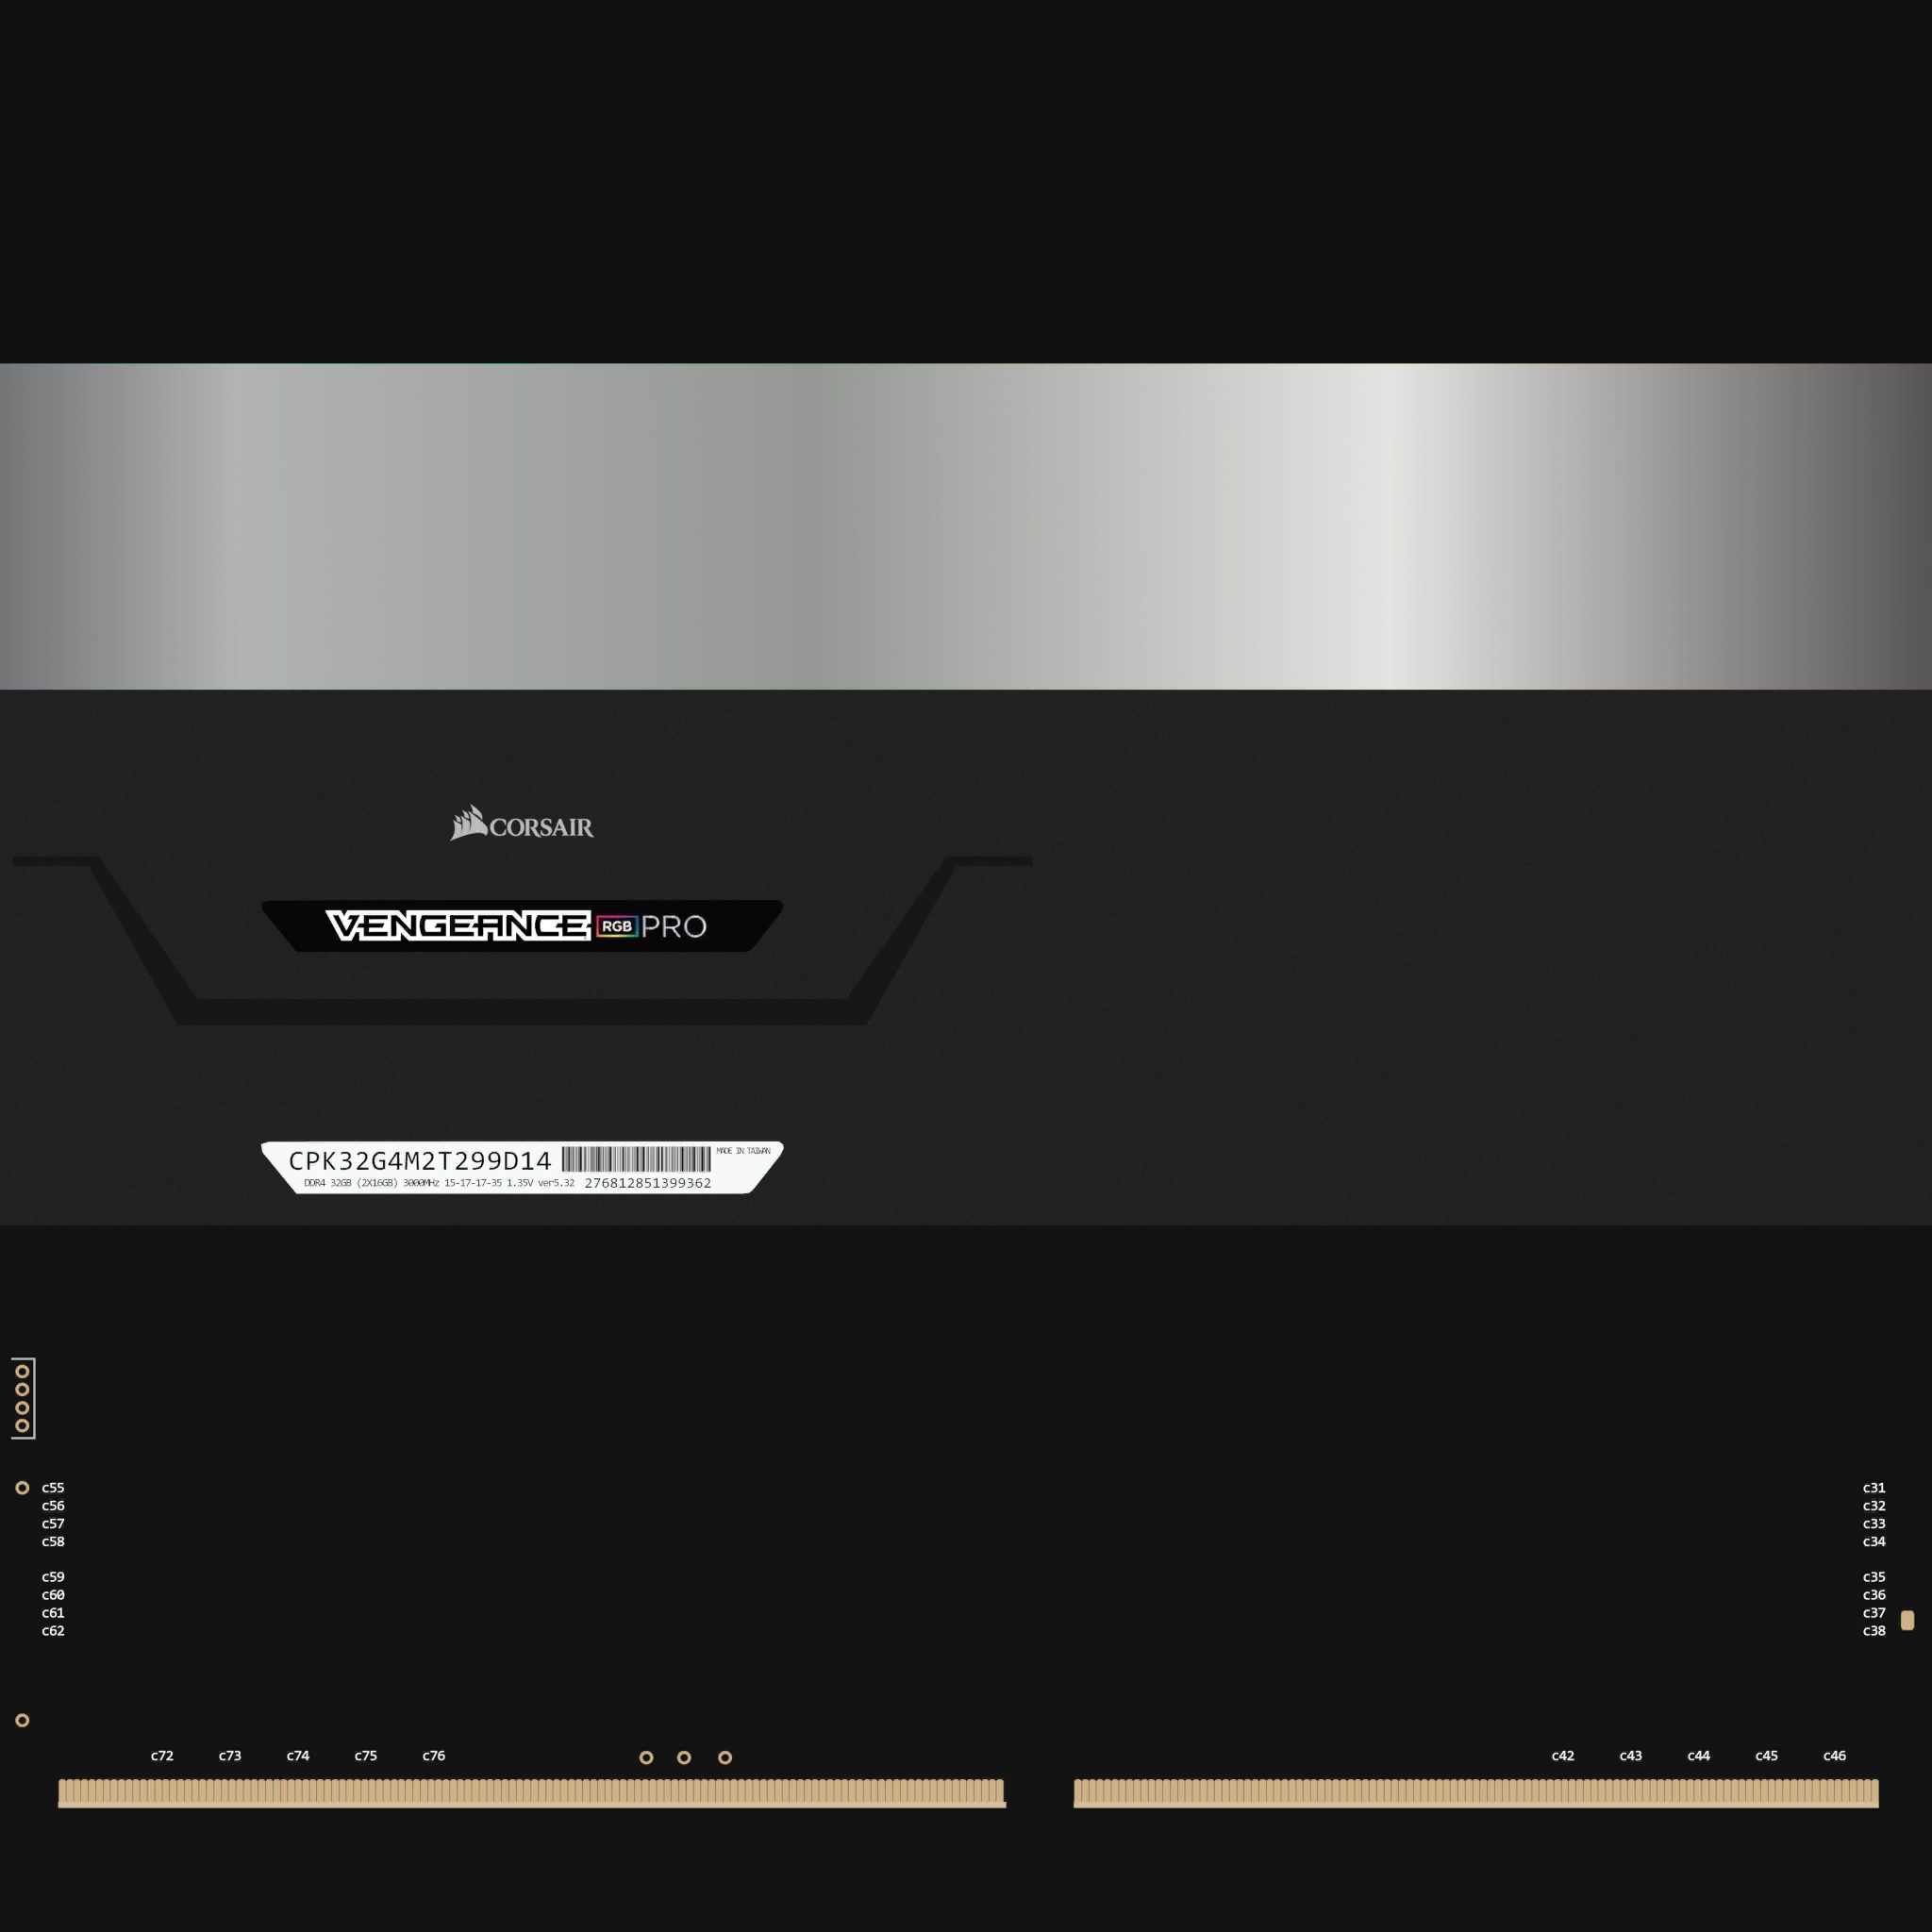 CORSAIR
VENGEANCE RGB PRO
CPK32G4M2T299D14
MADE IN TAIWAN
DDR4 32GB (2X16GB) 3000MHz 15-17-17-35 1.35V ver5.32 276812851399362
c55
c56
c57
c58
c59
c60
c61
c62
c31
c32
c33
c34
c35
c36
c37
c38
c72 c73 c74 c75 c76
c42 c43 c44 c45 c46